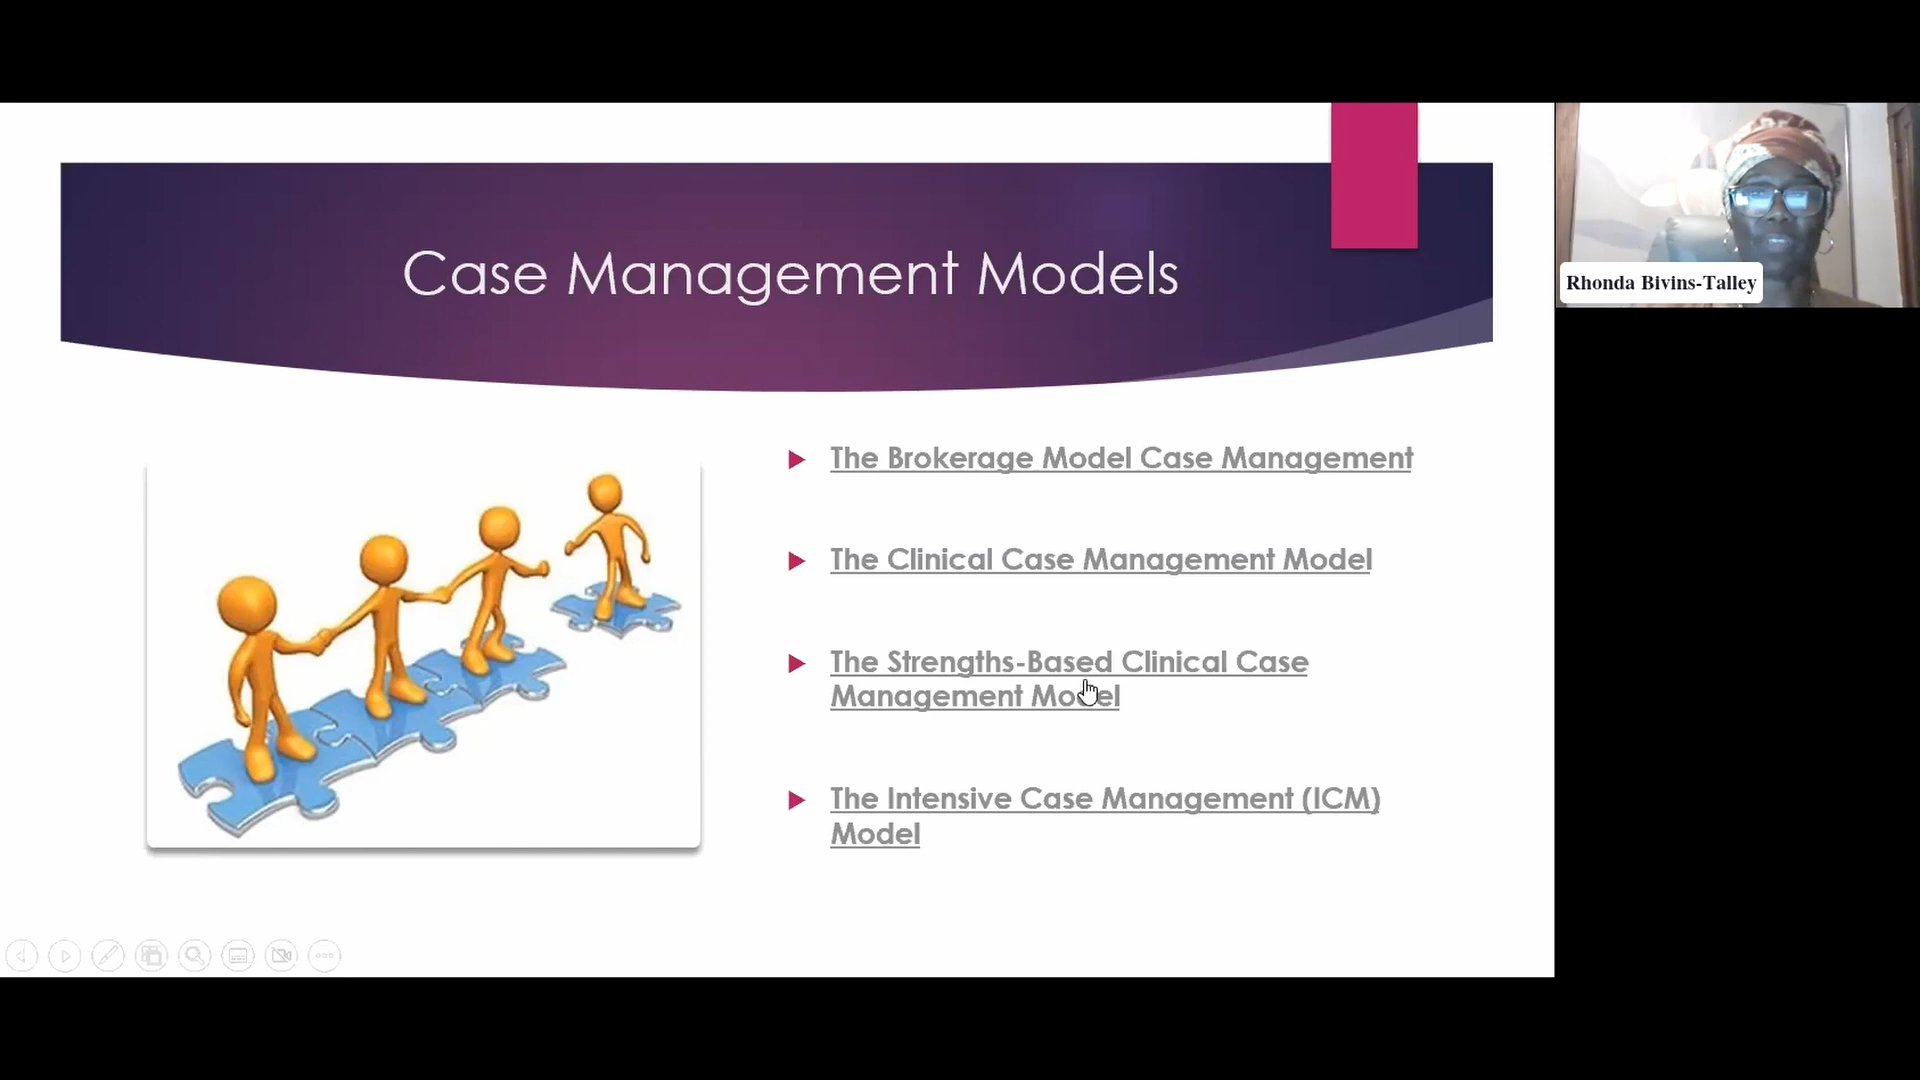 Case Management Models
Rhonda Bivins-Talley
The Brokerage Model Case Management
The Clinical Case Management Model
The Strengths-Based Clinical Case
Management Model
The Intensive Case Management (ICM)
Model